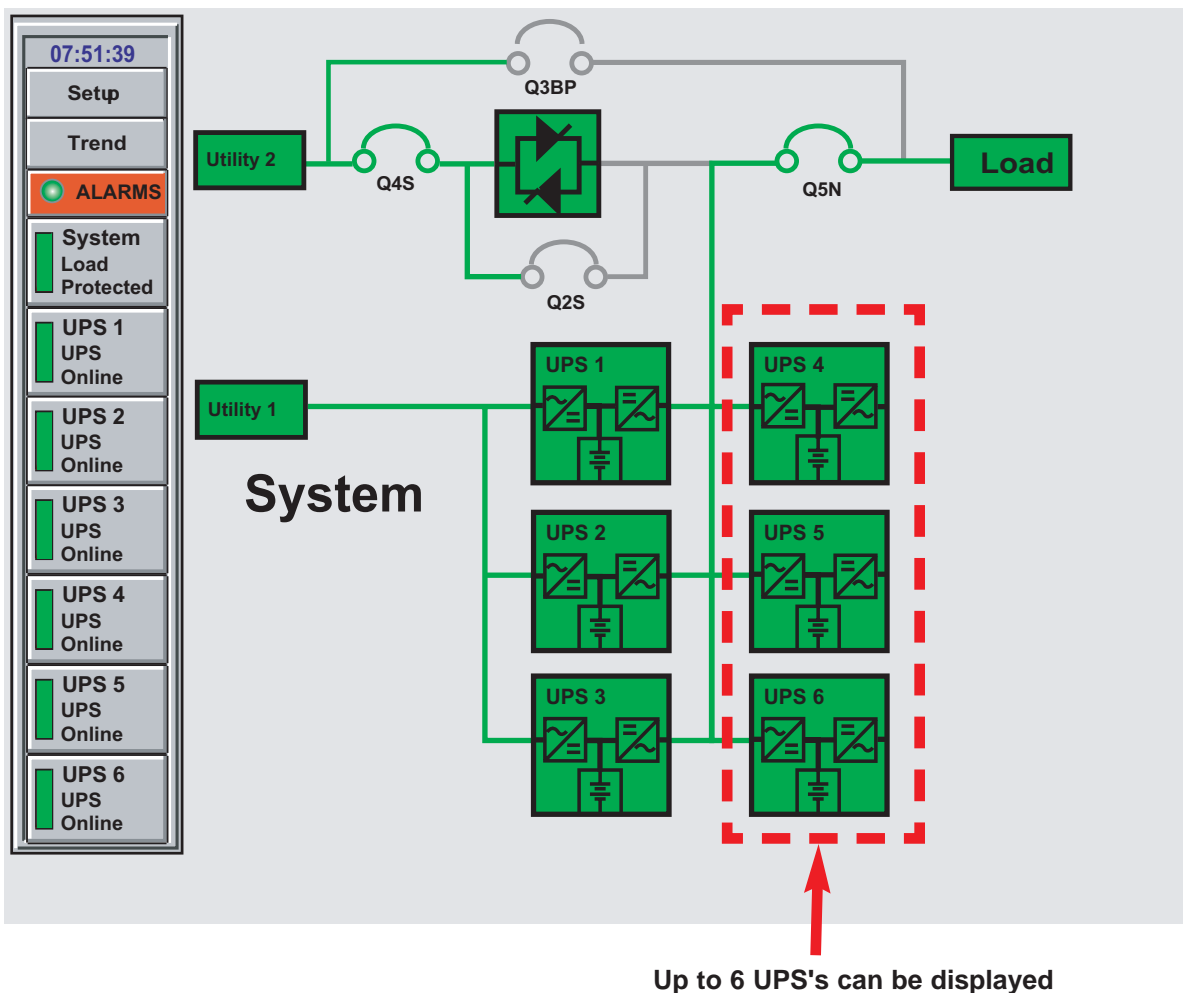 07:51:39
Setup
Trend
ALARMS
System
Load
Protected
UPS 1
UPS
Online
UPS 2
UPS
Online
UPS 3
UPS
Online
UPS 4
UPS
Online
UPS 5
UPS
Online
UPS 6
UPS
Online
Q3BP
Utility 2
Q4S
Q5N
Load
Q2S
Utility 1
System
UPS 1
UPS 4
UPS 2
UPS 5
UPS 3
UPS 6
Up to 6 UPS's can be displayed